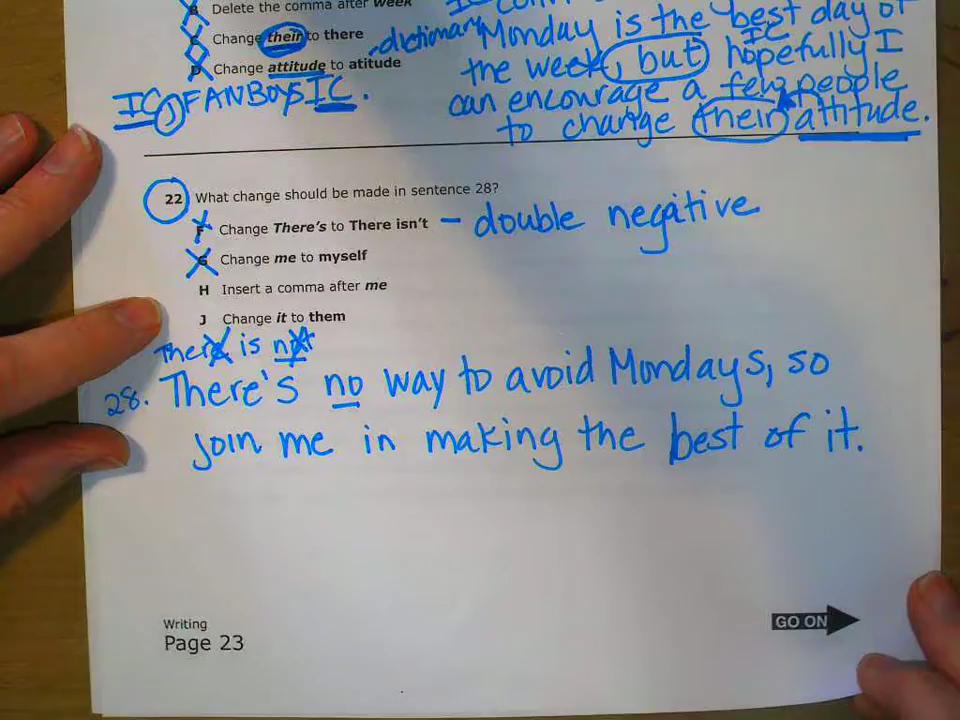 Delete the comma after week
Monday is the best day of
Change their to there
dictionary
IC
the week, but hopefully I
Change attitude to atitude
can encourage a few people
IC, FANBOYS IC.
to change their attitude.
22 What change should be made in sentence 28?
F Change There's to There isn't – double negative
G Change me to myself
H Insert a comma after me
J Change it to them
There is not
28. There's no way to avoid Mondays, so
join me in making the best of it.
Writing
Page 23
GO ON